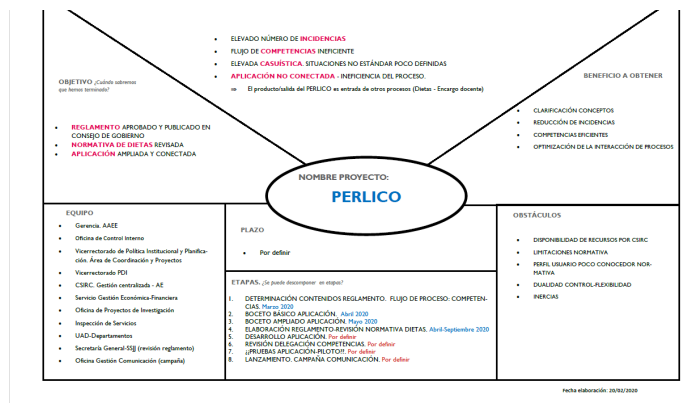 • ELEVADO NÚMERO DE INCIDENCIAS
• FLUJO DE COMPETENCIAS INEFICIENTE
• ELEVADA CASUÍSTICA. SITUACIONES NO ESTÁNDAR POCO DEFINIDAS
• APLICACIÓN NO CONECTADA - INEFICIENCIA DEL PROCESO.
⇒ El producto/salida del PERLICO es entrada de otros procesos (Dietas - Encargo docente)
OBJETIVO ¿Cuándo sabremos
que hemos terminado?
• REGLAMENTO APROBADO Y PUBLICADO EN
CONSEJO DE GOBIERNO
• NORMATIVA DE DIETAS REVISADA
• APLICACIÓN AMPLIADA Y CONECTADA
BENEFICIO A OBTENER
• CLARIFICACIÓN CONCEPTOS
• REDUCCIÓN DE INCIDENCIAS
• COMPETENCIAS EFICIENTES
• OPTIMIZACIÓN DE LA INTERACCIÓN DE PROCESOS
NOMBRE PROYECTO:
PERLICO
EQUIPO
• Gerencia. AAEE
• Oficina de Control Interno
• Vicerrectorado de Política Institucional y Planifica-
ción. Área de Coordinación y Proyectos
• Vicerrectorado PDI
• CSIRC. Gestión centralizada - AE
• Servicio Gestión Económica-Financiera
• Oficina de Proyectos de Investigación
• Inspección de Servicios
• UAD-Departamentos
• Secretaría General-SSJJ (revisión reglamento)
• Oficina Gestión Comunicación (campaña)
PLAZO
• Por definir
ETAPAS. ¿Se puede descomponer en etapas?
1. DETERMINACIÓN CONTENIDOS REGLAMENTO. FLUJO DE PROCESO: COMPETEN-
CIAS. Marzo 2020
2. BOCETO BÁSICO APLICACIÓN. Abril 2020
3. BOCETO AMPLIADO APLICACIÓN. Mayo 2020
4. ELABORACIÓN REGLAMENTO-REVISIÓN NORMATIVA DIETAS. Abril-Septiembre 2020
5. DESARROLLO APLICACIÓN. Por definir
6. REVISIÓN DELEGACIÓN COMPETENCIAS. Por definir
7. ¡¡PRUEBAS APLICACIÓN-PILOTO!!. Por definir
8. LANZAMIENTO. CAMPAÑA COMUNICACIÓN. Por definir
OBSTÁCULOS
• DISPONIBILIDAD DE RECURSOS POR CSIRC
• LIMITACIONES NORMATIVA
• PERFIL USUARIO POCO CONOCEDOR NOR-
MATIVA
• DUALIDAD CONTROL-FLEXIBILIDAD
• INERCIAS
Fecha elaboración: 20/02/2020